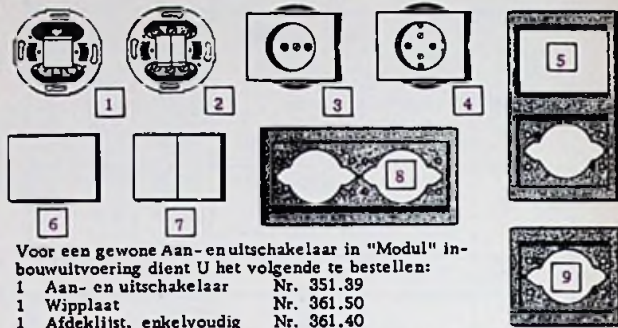 1
2
3
4
5
6
7
8
9
Voor een gewone Aan- en uitschakelaar in "Modul" in-
bouwuitvoering dient U het volgende te bestellen:
1 Aan- en uitschakelaar Nr. 351.39
1 Wipplaat Nr. 361.50
1 Afdeklijst, enkelvoudig Nr. 361.40